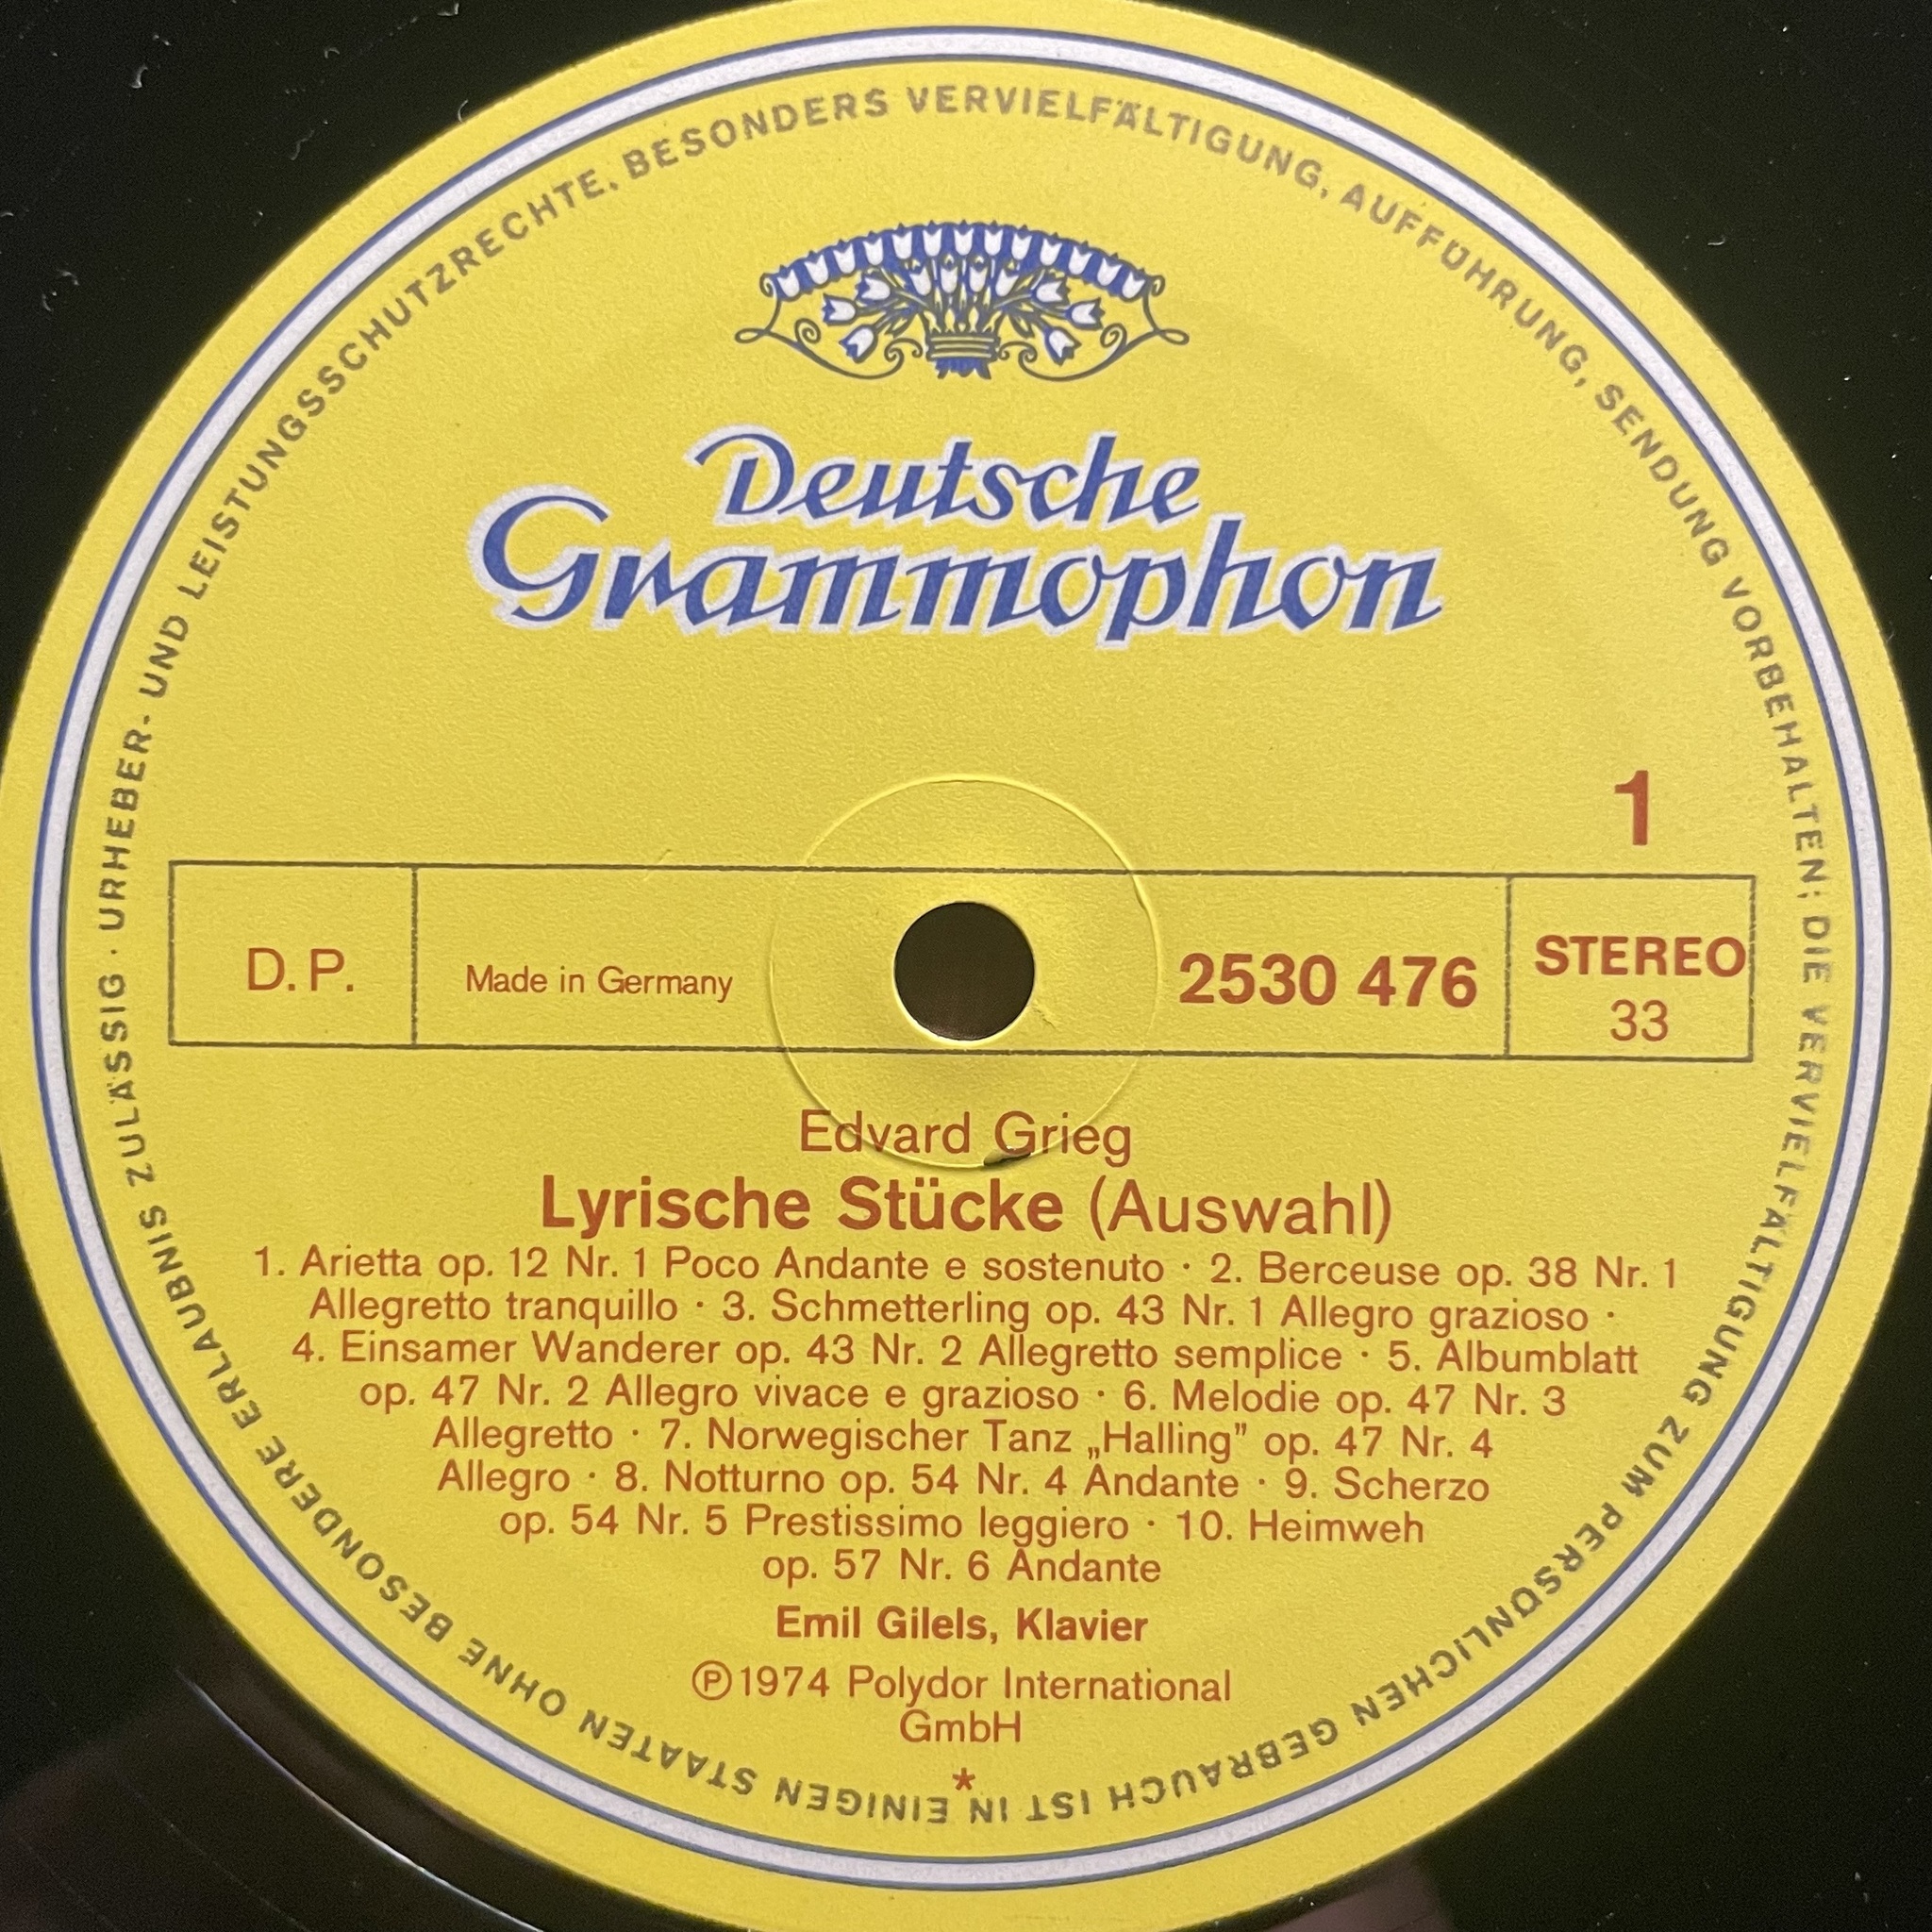 URHEBER- UND LEISTUNGSSCHUTZRECHTE, BESONDERS VERVIELFÄLTIGUNG, AUFFÜHRUNG, SENDUNG VORBEHALTEN; DIE VERVIELFÄLTIGUNG ZUM PERSÖNLICHEN GEBRAUCH IST IN EINIGEN STAATEN OHNE BESONDERE ERLAUBNIS ZULÄSSIG ·
Deutsche
Grammophon
1
D.P.
Made in Germany
2530 476
STEREO
33
Edvard Grieg
Lyrische Stücke (Auswahl)
1. Arietta op. 12 Nr. 1 Poco Andante e sostenuto · 2. Berceuse op. 38 Nr. 1
Allegretto tranquillo · 3. Schmetterling op. 43 Nr. 1 Allegro grazioso ·
4. Einsamer Wanderer op. 43 Nr. 2 Allegretto semplice · 5. Albumblatt
op. 47 Nr. 2 Allegro vivace e grazioso · 6. Melodie op. 47 Nr. 3
Allegretto · 7. Norwegischer Tanz „Halling” op. 47 Nr. 4
Allegro · 8. Notturno op. 54 Nr. 4 Andante · 9. Scherzo
op. 54 Nr. 5 Prestissimo leggiero · 10. Heimweh
op. 57 Nr. 6 Andante
Emil Gilels, Klavier
Ⓟ1974 Polydor International
GmbH
*